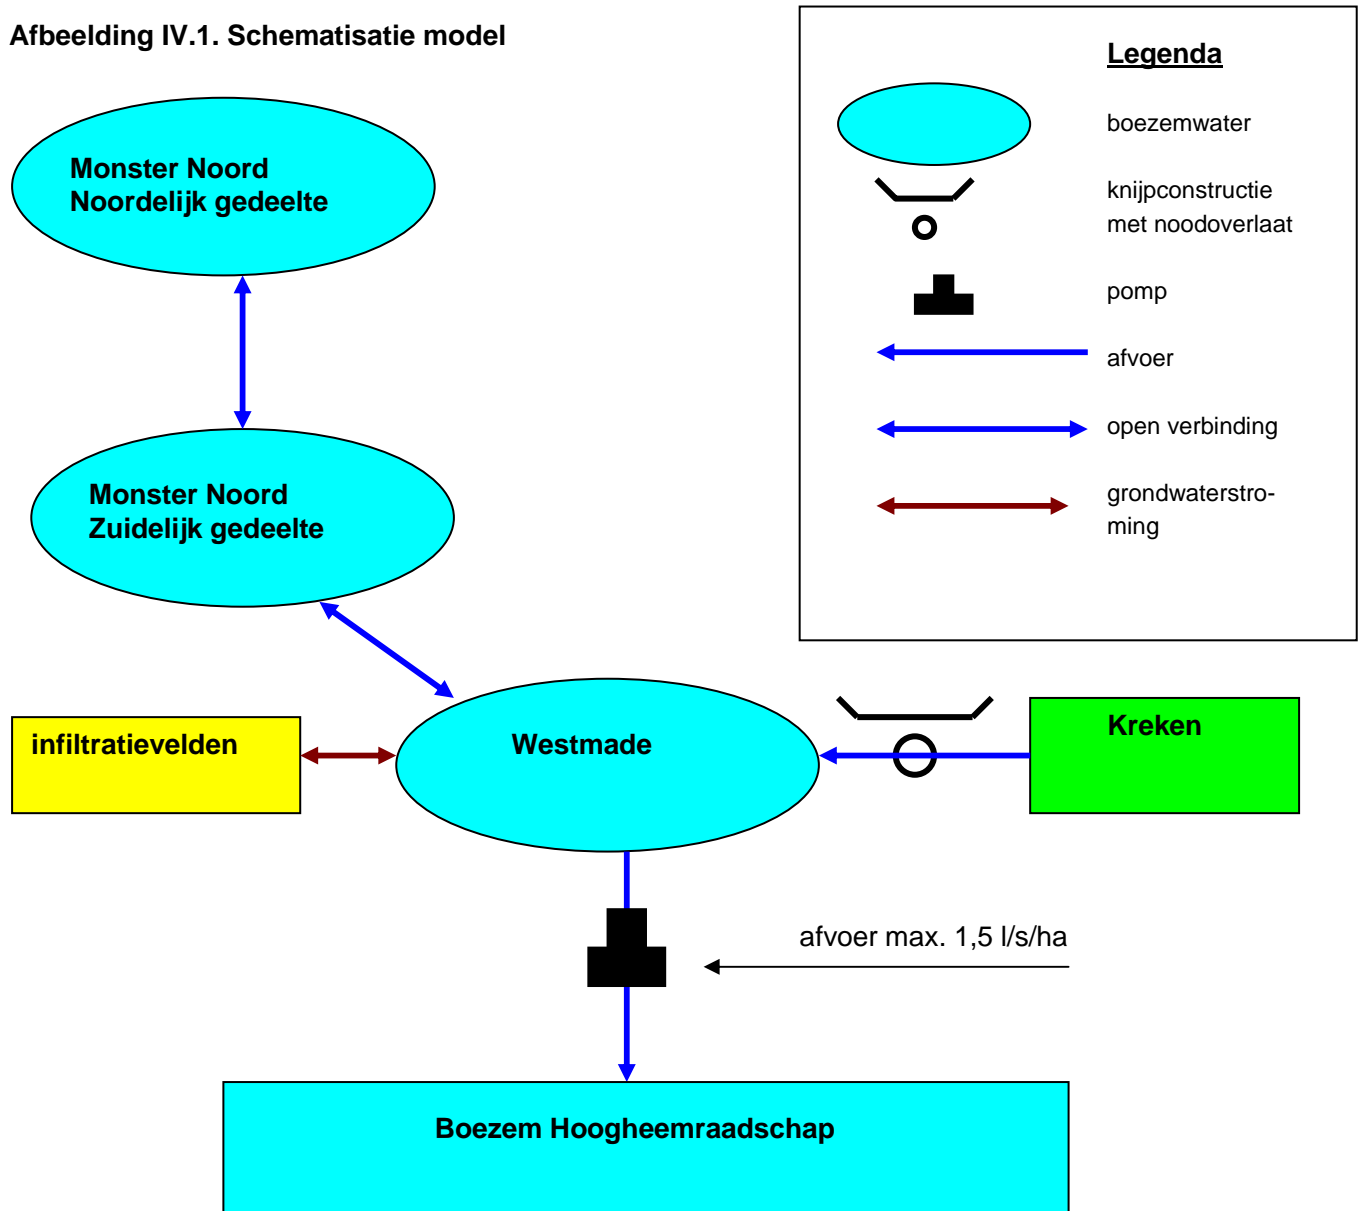 Afbeelding IV.1. Schematisatie model
Legenda
boezemwater
knijpconstructie
met noodoverlaat
pomp
afvoer
open verbinding
grondwaterstro-
ming
Monster Noord
Noordelijk gedeelte
Monster Noord
Zuidelijk gedeelte
infiltratievelden
Westmade
Kreken
afvoer max. 1,5 l/s/ha
Boezem Hoogheemraadschap